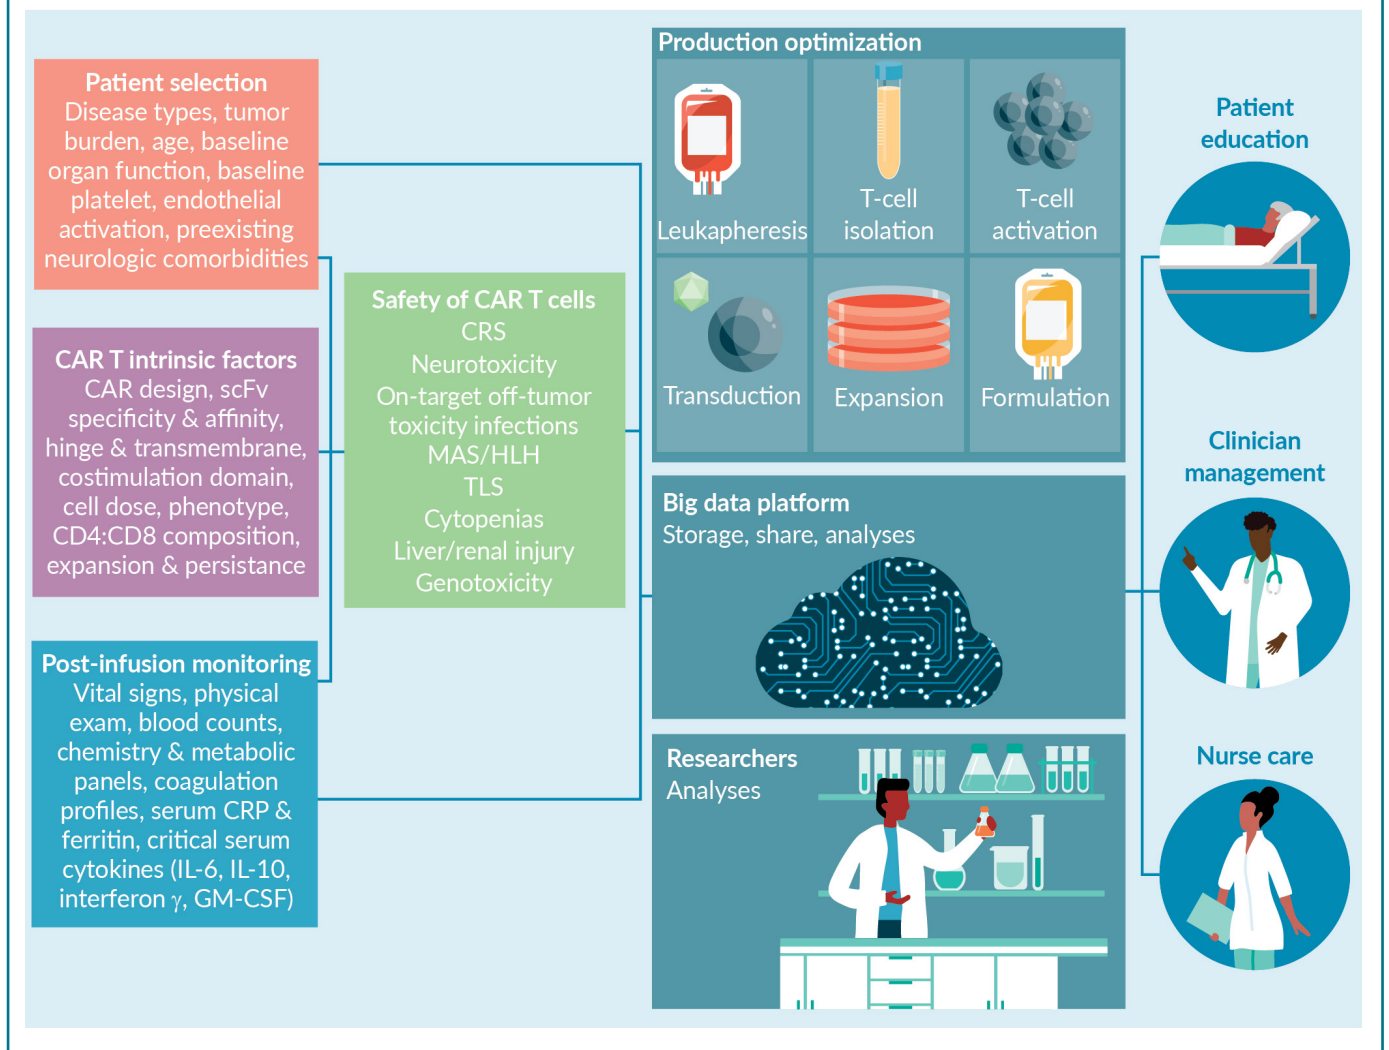 Patient selection
Disease types, tumor
burden, age, baseline
organ function, baseline
platelet, endothelial
activation, preexisting
neurologic comorbidities
CAR T intrinsic factors
CAR design, scFv
specificity & affinity,
hinge & transmembrane,
costimulation domain,
cell dose, phenotype,
CD4:CD8 composition,
expansion & persistance
Post-infusion monitoring
Vital signs, physical
exam, blood counts,
chemistry & metabolic
panels, coagulation
profiles, serum CRP &
ferritin, critical serum
cytokines (IL-6, IL-10,
interferon γ, GM-CSF)
Safety of CAR T cells
CRS
Neurotoxicity
On-target off-tumor
toxicity infections
MAS/HLH
TLS
Cytopenias
Liver/renal injury
Genotoxicity
Production optimization
Leukapheresis
T-cell
isolation
T-cell
activation
Transduction
Expansion
Formulation
Big data platform
Storage, share, analyses
Researchers
Analyses
Patient
education
Clinician
management
Nurse care